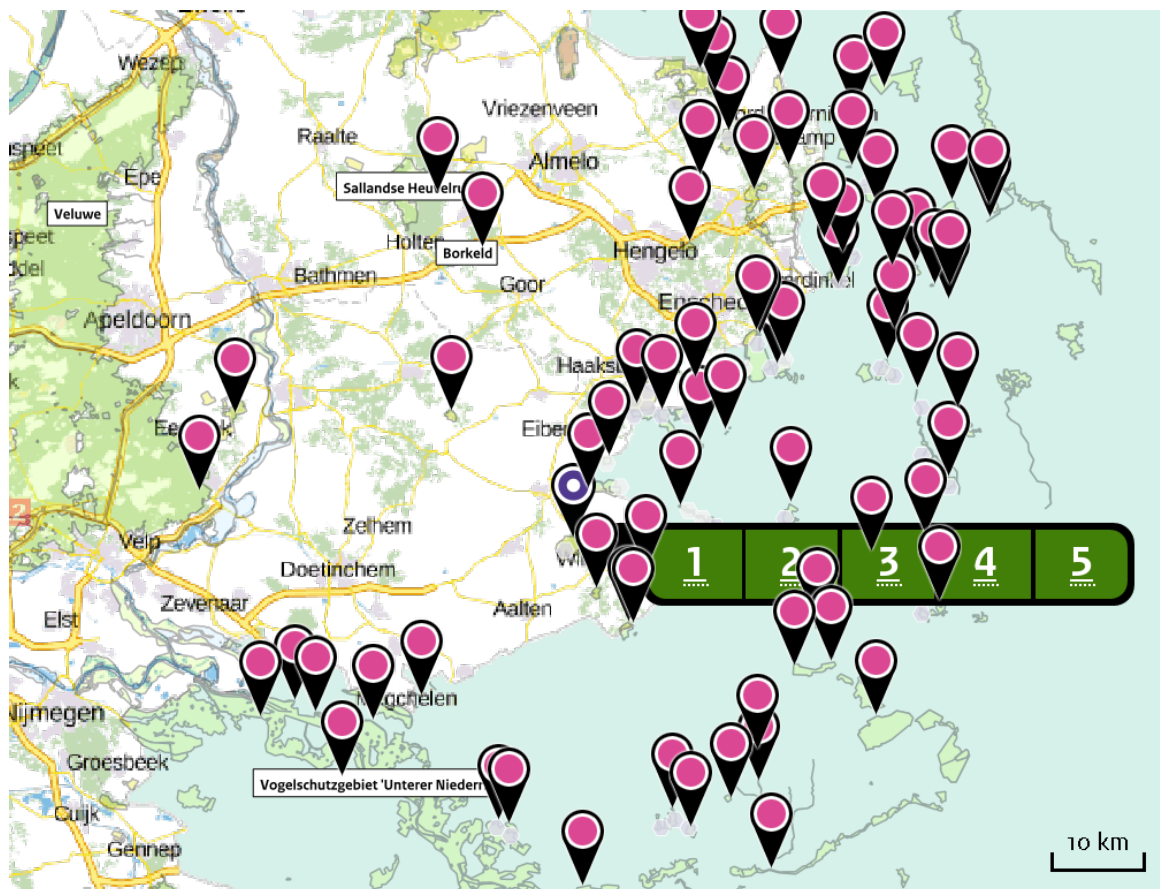 Wezep
Vriezenveen
Raalte
Almelo
Epe
Sallandse Heuvelru
Veluwe
Holten
Borkeld
Hengelo
Bathmen
Goor
Apeldoorn
Haaksb
Eiber
Zelhem
Velp
1 2 3 4 5
Doetinchem
Zevenaar
Aalten
Elst
Nijmegen
Groesbeek
Vogelschutzgebiet 'Unterer Niederr
Cuijk
10 km
Gennep